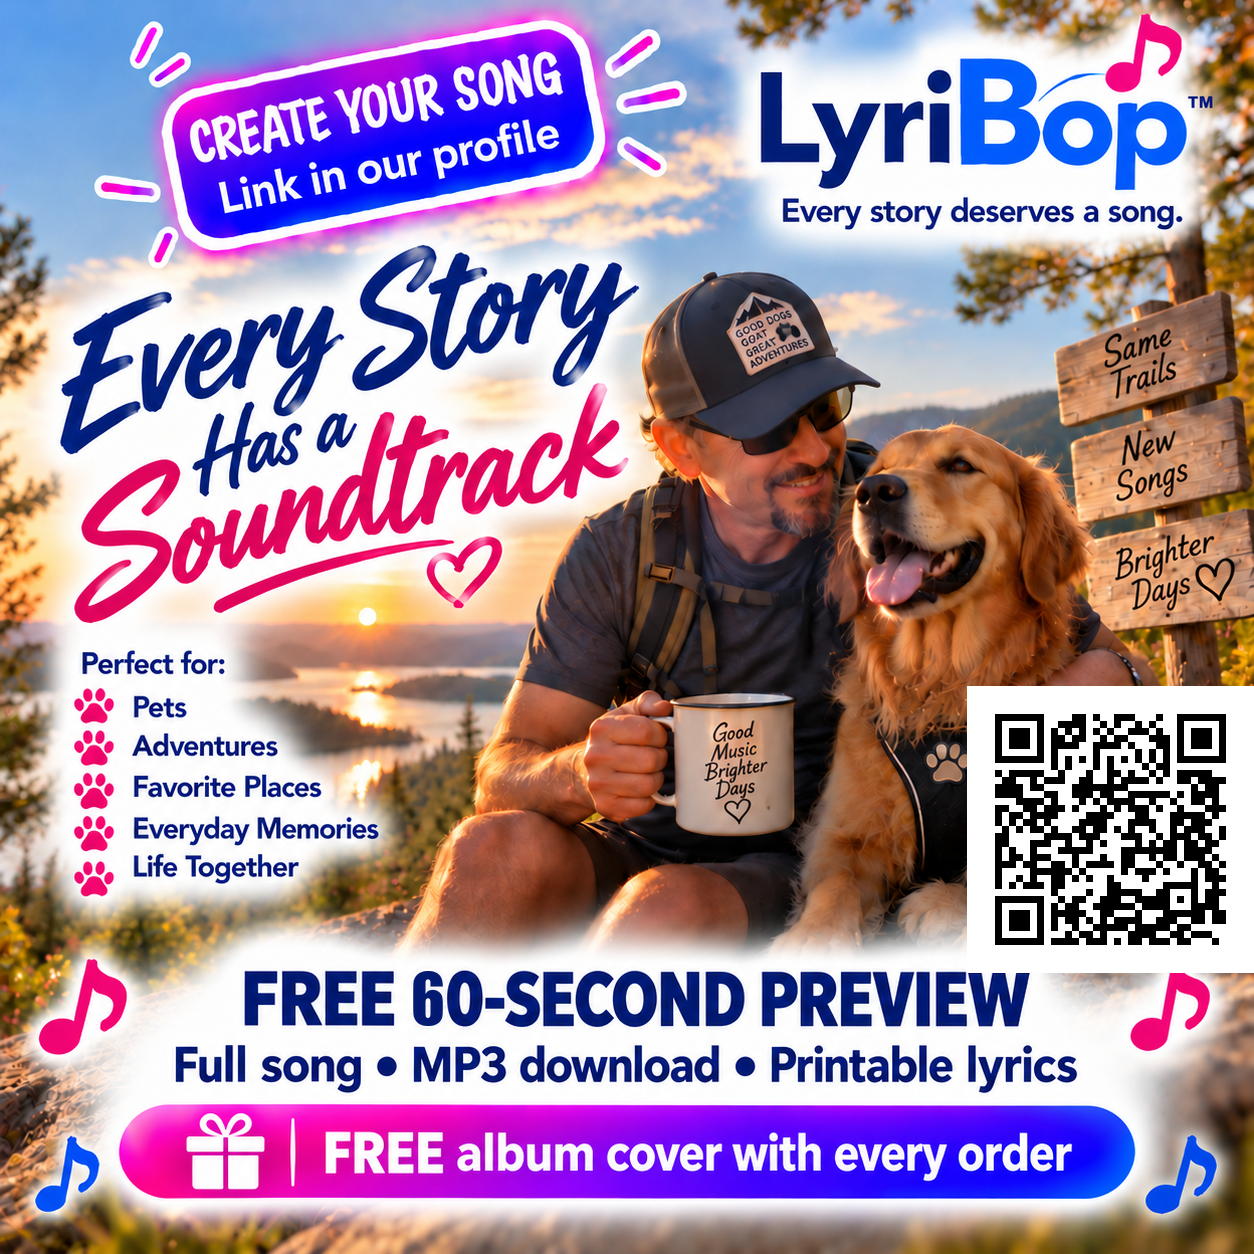 CREATE YOUR SONG
Link in our profile
LyriBop™
Every story deserves a song.
Every Story
Has a
Soundtrack
GOOD DOGS
GOAT
GREAT
ADVENTURES
Same
Trails
New
Songs
Brighter
Days
Perfect for:
Pets
Adventures
Favorite Places
Everyday Memories
Life Together
Good
Music
Brighter
Days
FREE 60-SECOND PREVIEW
Full song • MP3 download • Printable lyrics
FREE album cover with every order